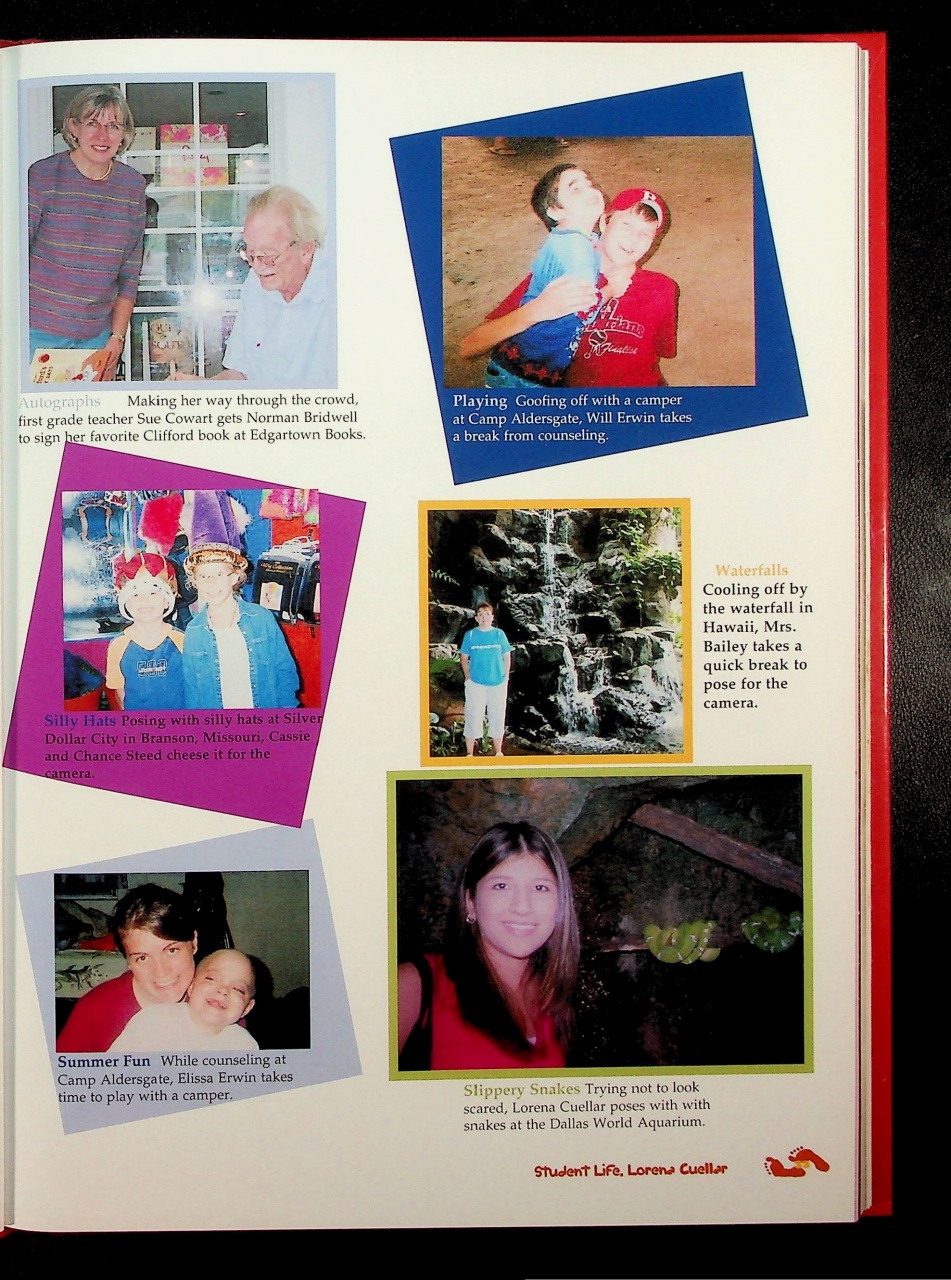 Autographs Making her way through the crowd,
first grade teacher Sue Cowart gets Norman Bridwell
to sign her favorite Clifford book at Edgartown Books.
Playing Goofing off with a camper
at Camp Aldersgate, Will Erwin takes
a break from counseling.
Silly Hats Posing with silly hats at Silver
Dollar City in Branson, Missouri, Cassie
and Chance Steed cheese it for the
camera.
Waterfalls
Cooling off by
the waterfall in
Hawaii, Mrs.
Bailey takes a
quick break to
pose for the
camera.
Summer Fun While counseling at
Camp Aldersgate, Elissa Erwin takes
time to play with a camper.
Slippery Snakes Trying not to look
scared, Lorena Cuellar poses with with
snakes at the Dallas World Aquarium.
Student Life, Lorena Cuellar